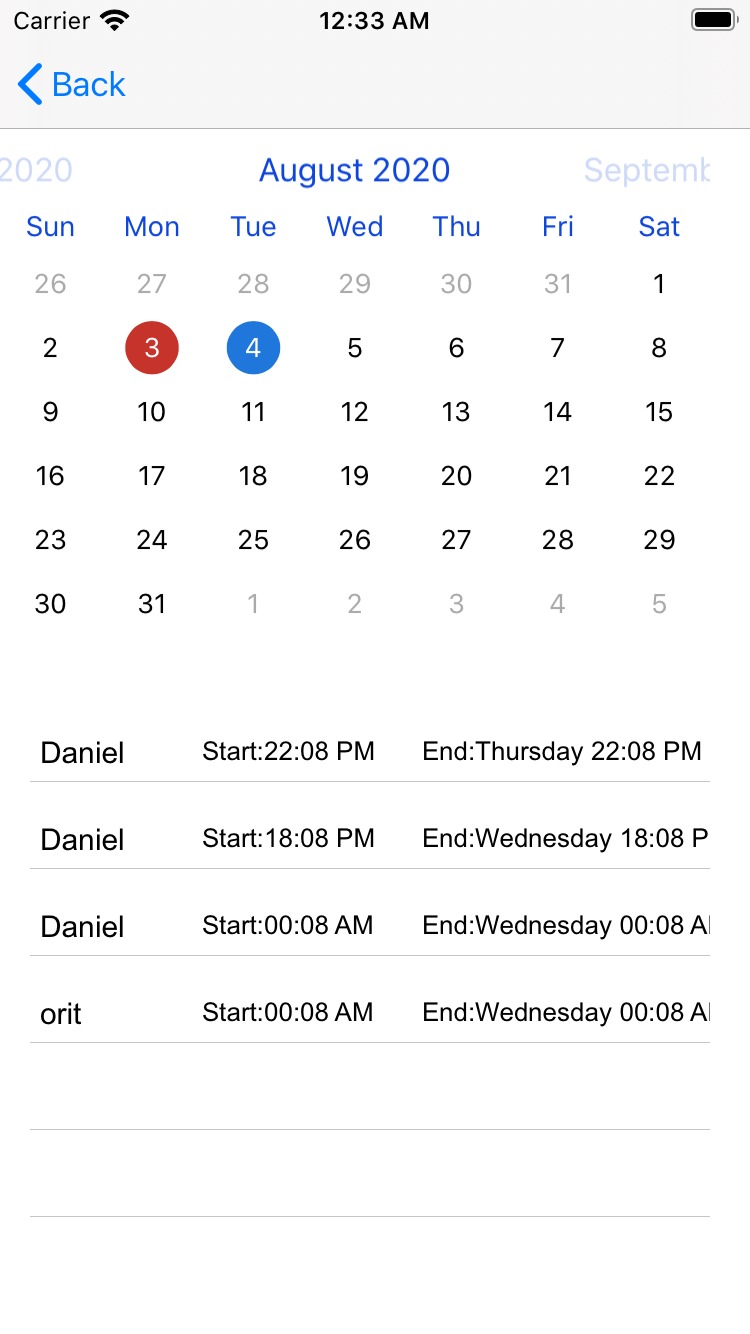 Carrier 12:33 AM
Back
2020 August 2020 Septemb
Sun Mon Tue Wed Thu Fri Sat
26 27 28 29 30 31 1
2 3 4 5 6 7 8
9 10 11 12 13 14 15
16 17 18 19 20 21 22
23 24 25 26 27 28 29
30 31 1 2 3 4 5
Daniel Start:22:08 PM End:Thursday 22:08 PM
Daniel Start:18:08 PM End:Wednesday 18:08 P
Daniel Start:00:08 AM End:Wednesday 00:08 A
orit Start:00:08 AM End:Wednesday 00:08 A